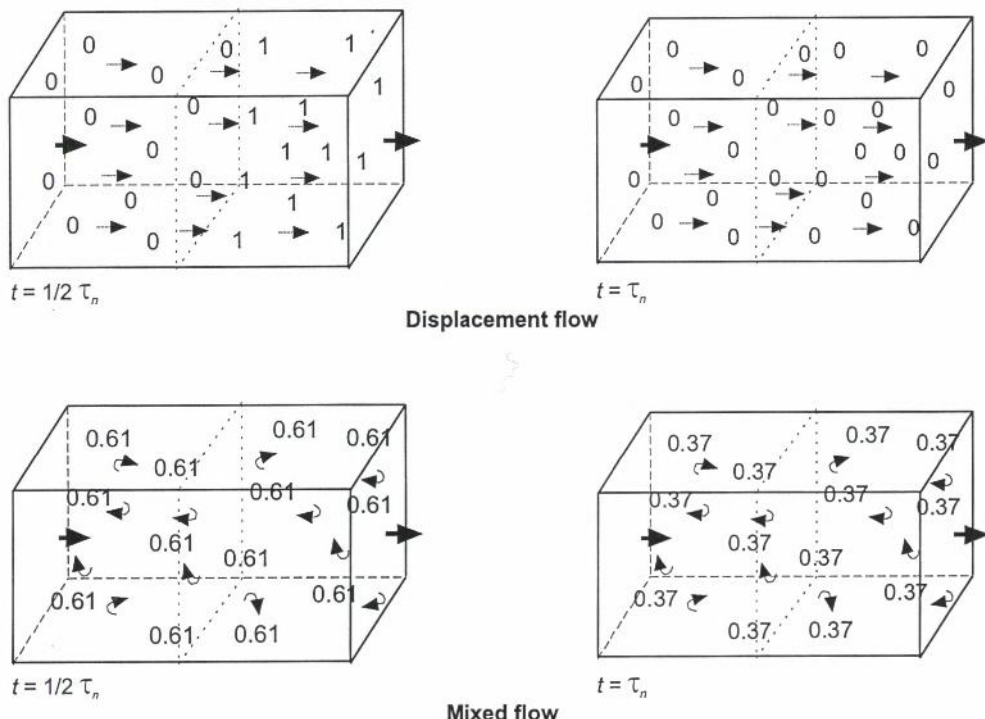 0 0 1 1
0 0 1
0 0 1 1
0 1 1 1
0 0 1
0 1
0 0 1 1
t = 1/2 τn
0 0 0 0
0 0 0
0 0 0 0
0 0 0 0
0 0 0
0 0
0 0 0 0
t = τn
Displacement flow
0.61 0.61 0.61
0.61
0.61 0.61 0.61
0.61 0.61
0.61 0.61
0.61 0.61
t = 1/2 τn
0.37 0.37 0.37
0.37
0.37 0.37 0.37
0.37 0.37
0.37 0.37
0.37 0.37
t = τn
Mixed flow